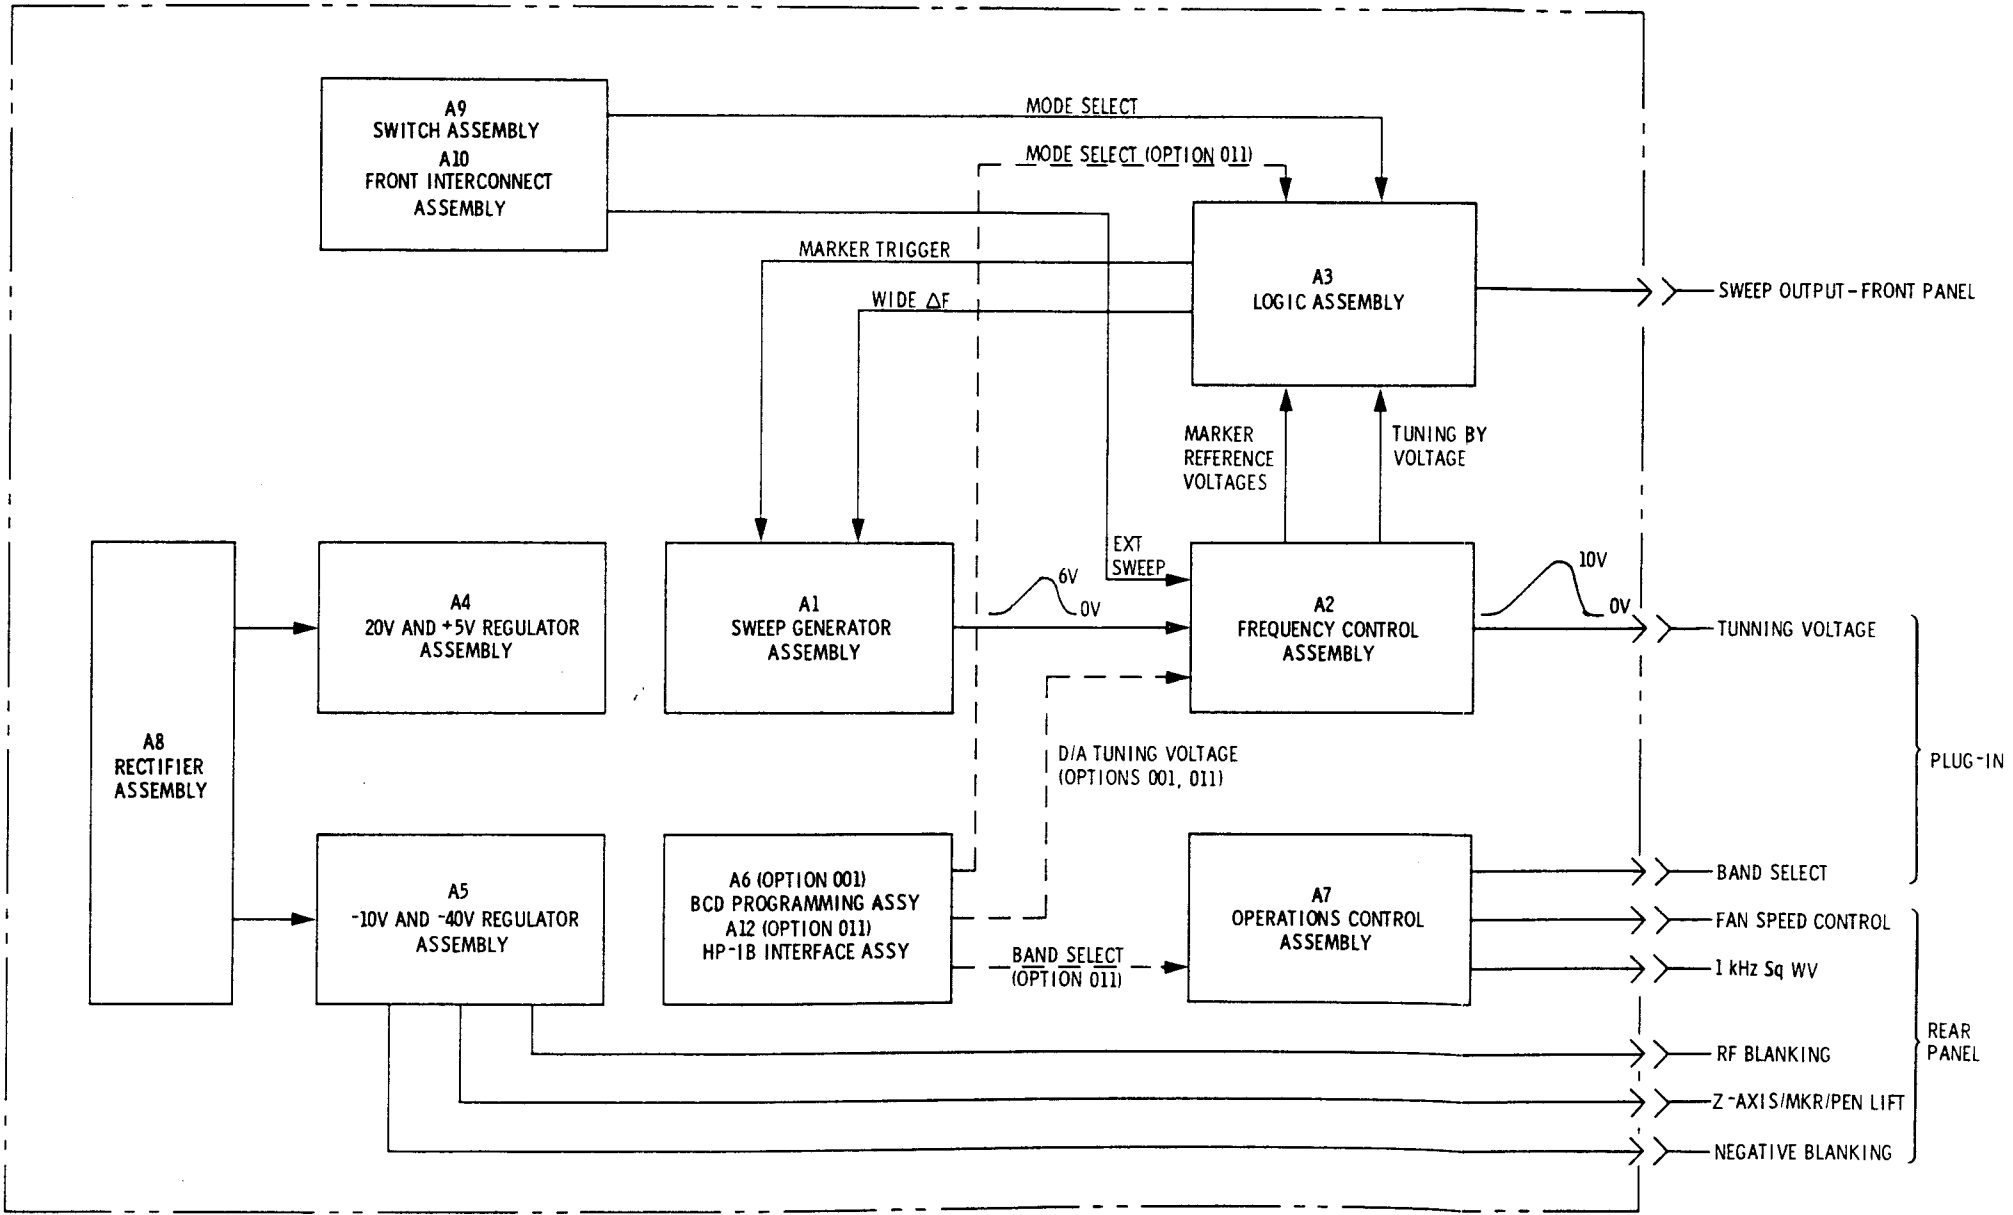 A9
SWITCH ASSEMBLY
A10
FRONT INTERCONNECT
ASSEMBLY
MODE SELECT
MODE SELECT (OPTION 011)
MARKER TRIGGER
WIDE ΔF
A3
LOGIC ASSEMBLY
SWEEP OUTPUT-FRONT PANEL
MARKER
REFERENCE
VOLTAGES
TUNING BY
VOLTAGE
A8
RECTIFIER
ASSEMBLY
A4
20V AND +5V REGULATOR
ASSEMBLY
A1
SWEEP GENERATOR
ASSEMBLY
6V
0V
EXT
SWEEP
A2
FREQUENCY CONTROL
ASSEMBLY
10V
0V
TUNNING VOLTAGE
D/A TUNING VOLTAGE
(OPTIONS 001, 011)
PLUG-IN
A5
-10V AND -40V REGULATOR
ASSEMBLY
A6 (OPTION 001)
BCD PROGRAMMING ASSY
A12 (OPTION 011)
HP-1B INTERFACE ASSY
BAND SELECT
(OPTION 011)
A7
OPERATIONS CONTROL
ASSEMBLY
BAND SELECT
FAN SPEED CONTROL
1 kHz Sq WV
RF BLANKING
Z-AXIS/MKR/PEN LIFT
NEGATIVE BLANKING
REAR
PANEL